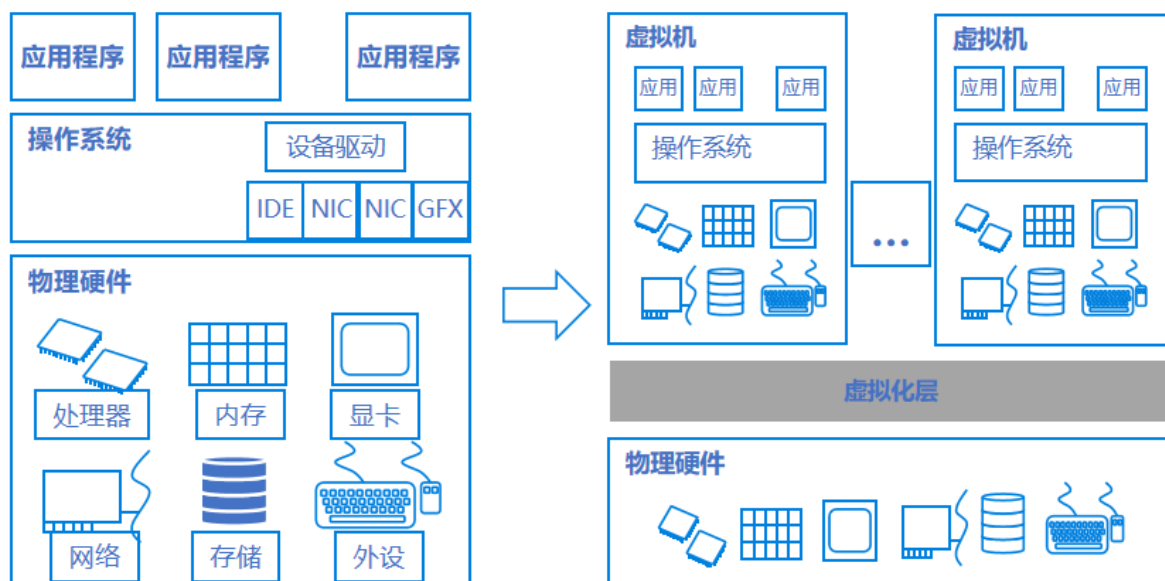 应用程序 应用程序 应用程序
操作系统
设备驱动
IDE NIC NIC GFX
物理硬件
处理器 内存 显卡
网络 存储 外设
虚拟机
应用 应用 应用
操作系统
...
虚拟机
应用 应用 应用
操作系统
虚拟化层
物理硬件